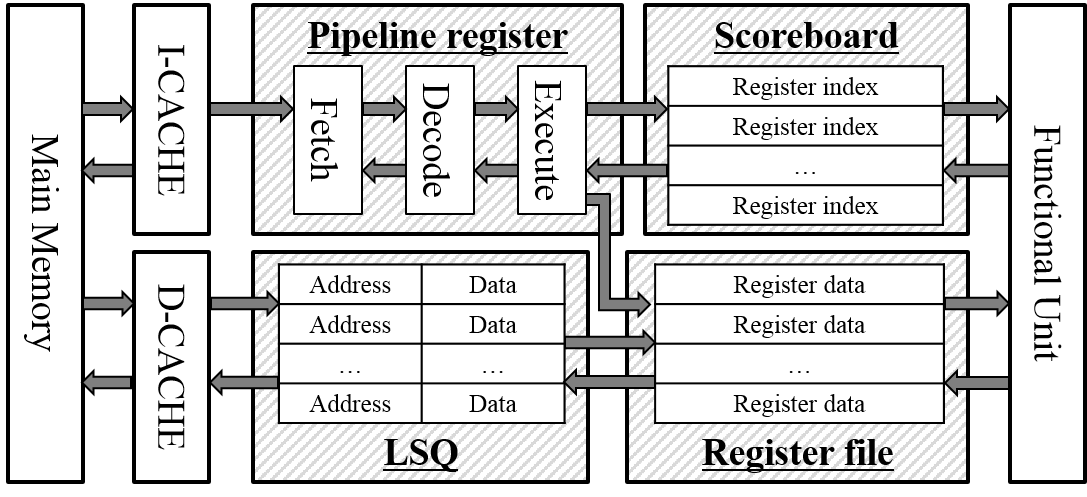 Main Memory
I-CACHE
Pipeline register
Fetch
Decode
Execute
Scoreboard
Register index
Register index
...
Register index
Functional Unit
D-CACHE
Address Data
Address Data
... ...
Address Data
LSQ
Register data
Register data
...
Register data
Register file